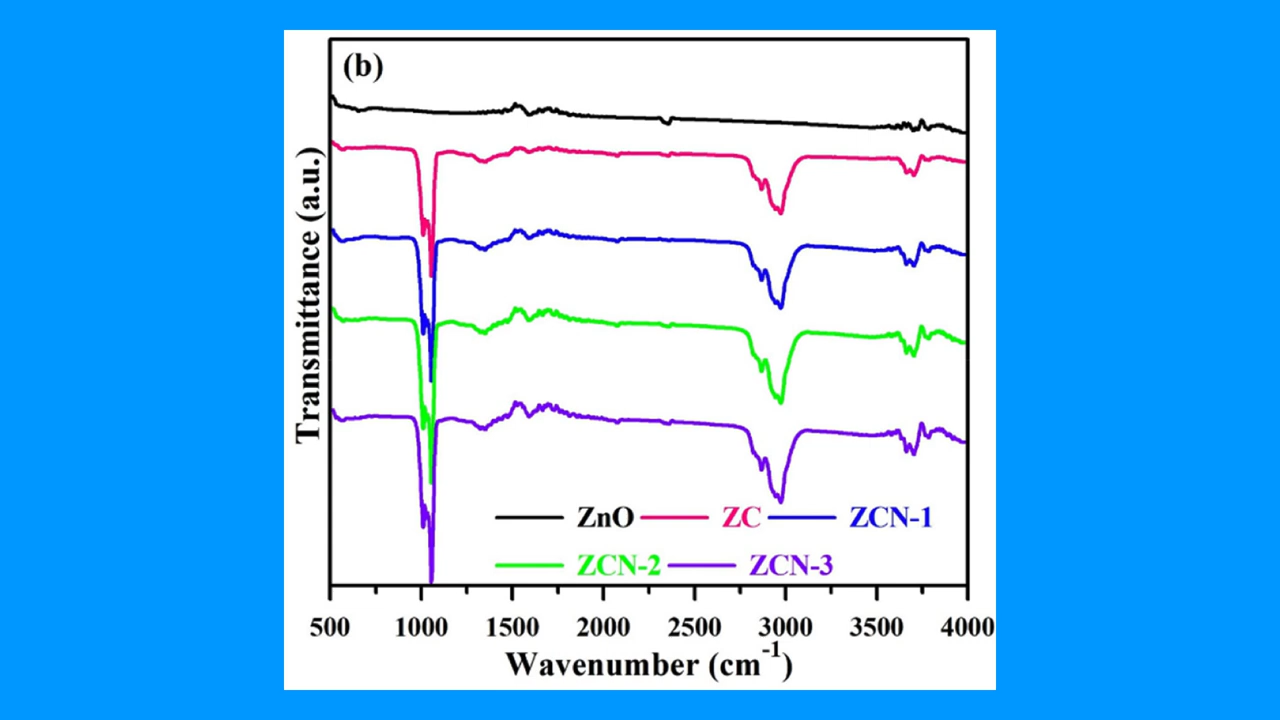 (b)
Transmittance (a.u.)
ZnO ZC ZCN-1
ZCN-2 ZCN-3
500 1000 1500 2000 2500 3000 3500 4000
Wavenumber (cm⁻¹)